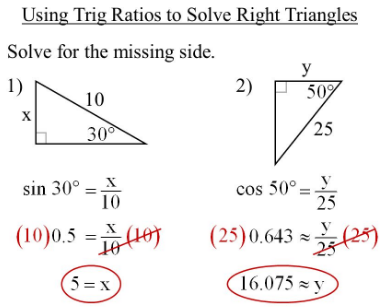 Using Trig Ratios to Solve Right Triangles
Solve for the missing side.
1)
x
10
30°
sin 30° = x/10
(10)0.5 = x/10 (10)
5 = x
2)
y
50°
25
cos 50° = y/25
(25)0.643 ≈ y/25 (25)
16.075 ≈ y